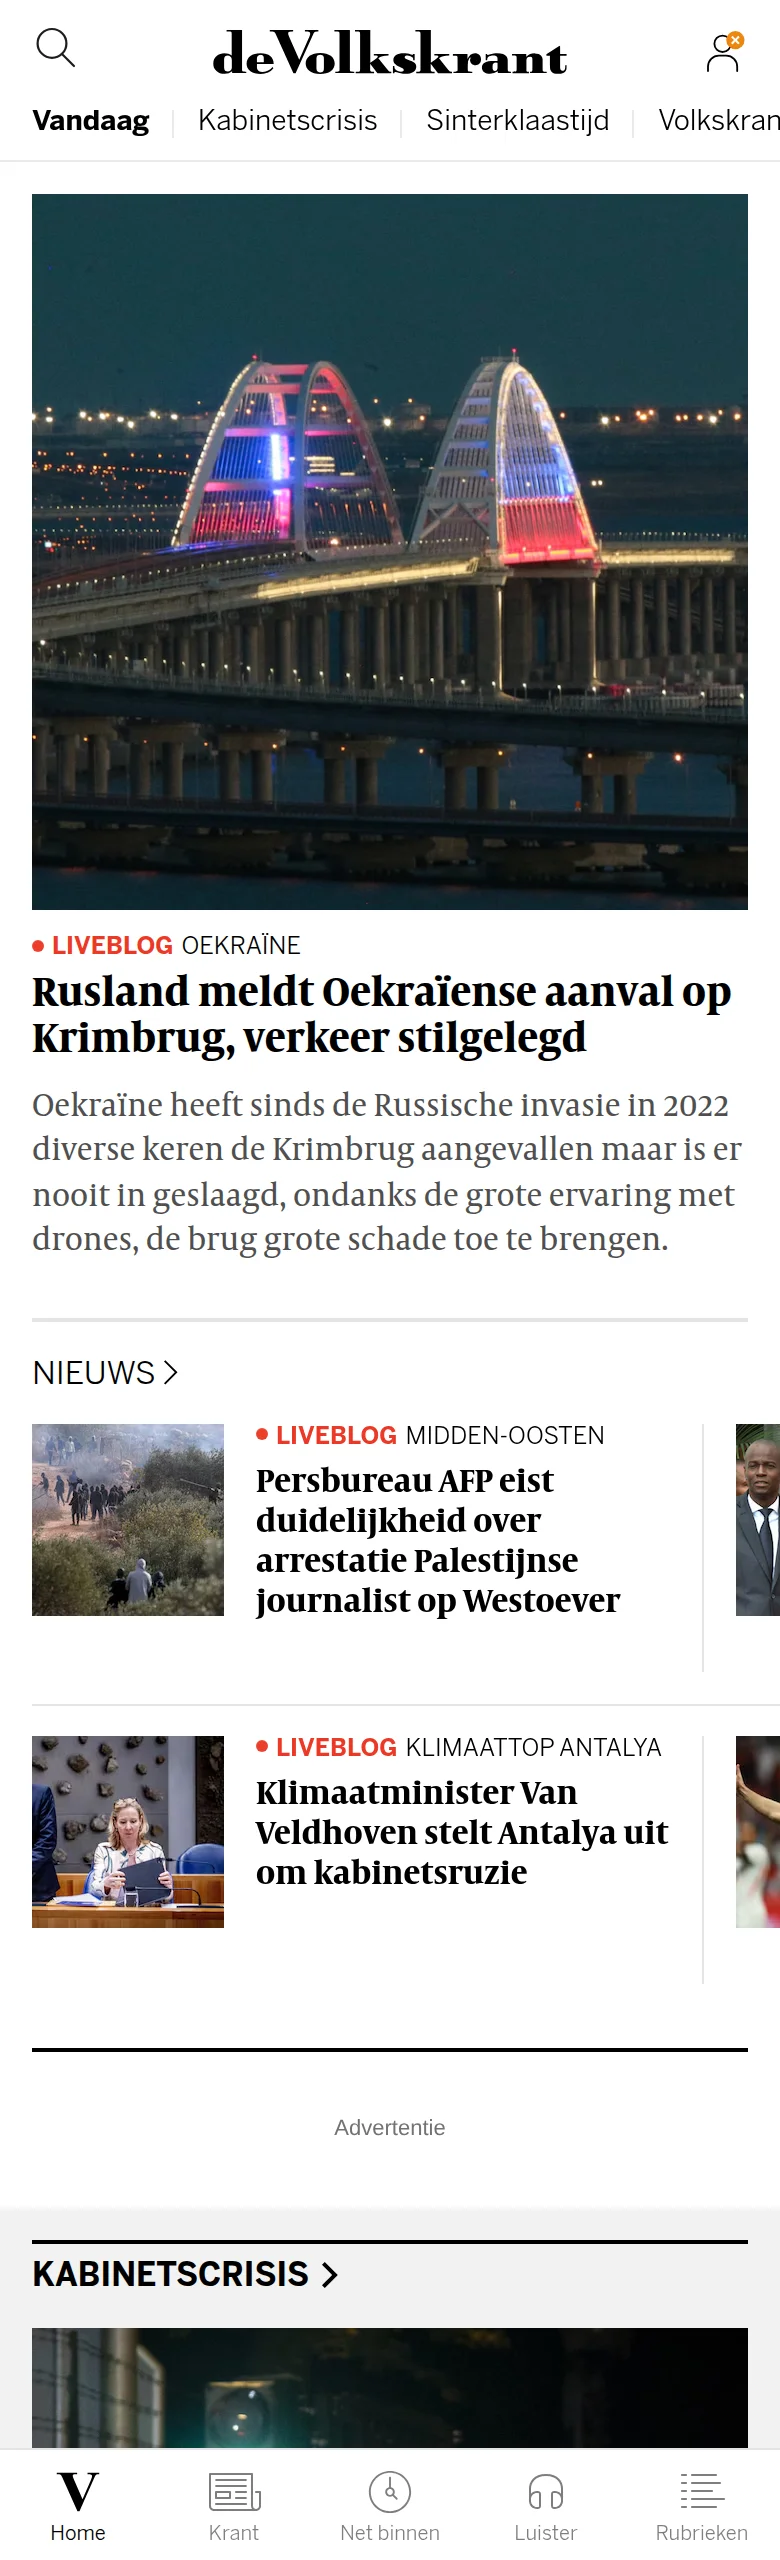 deVolkskrant
Vandaag
Kabinetscrisis
Sinterklaastijd
Volkskran
LIVEBLOG OEKRAÏNE
Rusland meldt Oekraïense aanval op
Krimbrug, verkeer stilgelegd
Oekraïne heeft sinds de Russische invasie in 2022
diverse keren de Krimbrug aangevallen maar is er
nooit in geslaagd, ondanks de grote ervaring met
drones, de brug grote schade toe te brengen.
NIEUWS
LIVEBLOG MIDDEN-OOSTEN
Persbureau AFP eist
duidelijkheid over
arrestatie Palestijnse
journalist op Westoever
LIVEBLOG KLIMAATTOP ANTALYA
Klimaatminister Van
Veldhoven stelt Antalya uit
om kabinetsruzie
Advertentie
KABINETSCRISIS
V
Home
Krant
Net binnen
Luister
Rubrieken